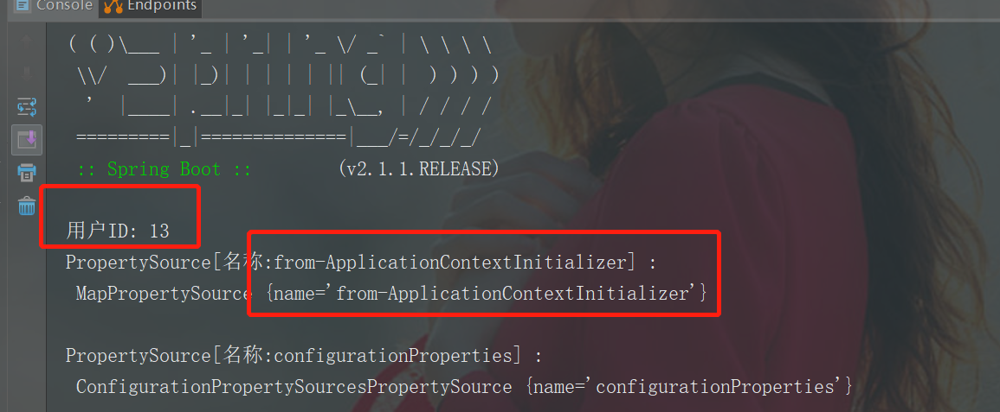 Console Endpoints
( ( )\___ | '_ | '_| | '_ \/ _` | \ \ \ \
\\/  ___)| |_)| | | | | || (_| |  ) ) ) )
'  |____| .__|_| |_|_| |_\__, | / / / /
=========|_|==============|___/=/_/_/_/
:: Spring Boot ::        (v2.1.1.RELEASE)
用户ID: 13
PropertySource[名称:from-ApplicationContextInitializer] :
MapPropertySource {name='from-ApplicationContextInitializer'}
PropertySource[名称:configurationProperties] :
ConfigurationPropertySourcesPropertySource {name='configurationProperties'}